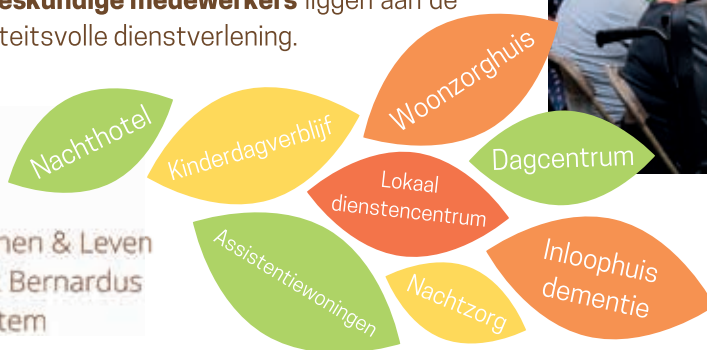 eskundige medewerkers liggen aan de
teitsvolle dienstverlening.
Woonzorghuis
Nachthotel
Kinderdagverblijf
Dagcentrum
Lokaal
dienstencentrum
Assistentiewoningen
Inloophuis
dementie
Nachtzorg
nen & Leven
Bernardus
tem